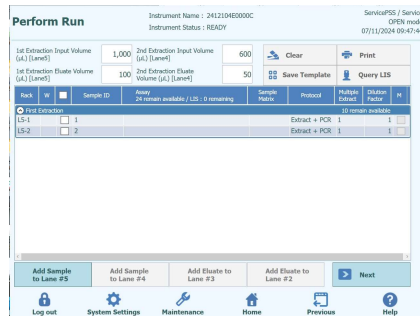 Perform Run
Instrument Name : 2412104E0000C
Instrument Status : READY
ServicePSS / Servic
OPEN mod
07/11/2024 09:47:4
1st Extraction Input Volume (µL) [Lane5]
1,000
2nd Extraction Input Volume (µL) [Lane4]
600
Clear
Print
1st Extraction Eluate Volume (µL) [Lane5]
100
2nd Extraction Eluate Volume (µL) [Lane4]
50
Save Template
Query LIS
Rack W Sample ID Assay 24 remain available / LIS : 0 remaining Sample Matrix Protocol Multiple Extract Dilution Factor M
First Extraction 10 remain available
L5-1 1 Extract + PCR 1 1
L5-2 2 Extract + PCR 1 1
Add Sample to Lane #5
Add Sample to Lane #4
Add Eluate to Lane #3
Add Eluate to Lane #2
Next
Log out
System Settings
Maintenance
Home
Previous
Help